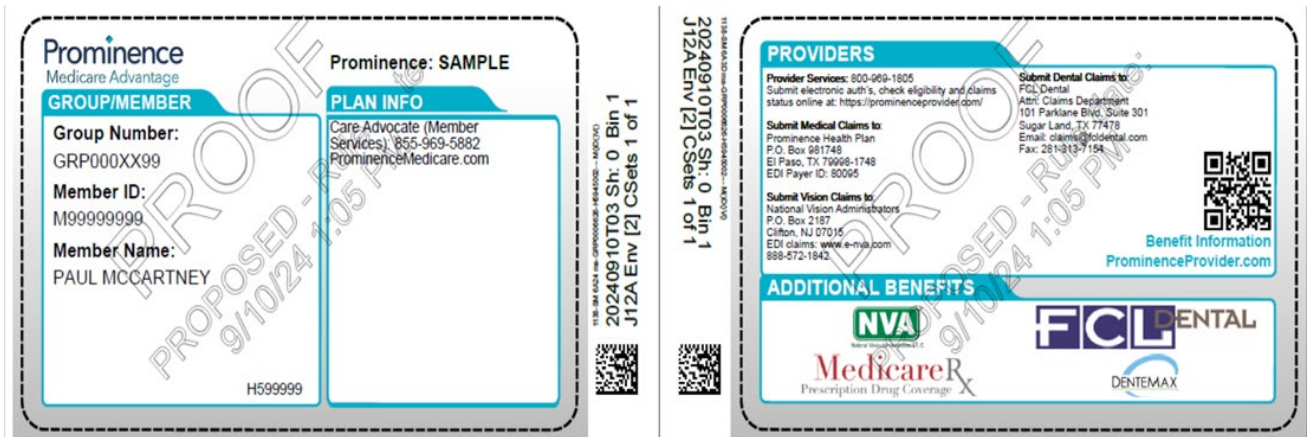 Prominence
Medicare Advantage
Prominence: SAMPLE
GROUP/MEMBER
Group Number:
GRP000XX99
Member ID:
M99999999
Member Name:
PAUL MCCARTNEY
H599999
PLAN INFO
Care Advocate (Member
Services): 855-969-5882
ProminenceMedicare.com
PROOF
PROPOSED - Run Date:
9/10/24 1:05 PM
20240910T03 Sh: 0 Bin 1
J12A Env [2] CSets 1 of 1
20240910T03 Sh: 0 Bin 1
J12A Env [2] CSets 1 of 1
PROVIDERS
Provider Services: 800-969-1805
Submit electronic auth's, check eligibility and claims
status online at: https://prominenceprovider.com/
Submit Medical Claims to:
Prominence Health Plan
P.O. Box 981748
El Paso, TX 79998-1748
EDI Payer ID: 80095
Submit Vision Claims to:
National Vision Administrators
P.O. Box 2187
Clifton, NJ 07015
EDI claims: www.e-nva.com
888-572-1842
Submit Dental Claims to:
FCL Dental
Attn: Claims Department
101 Parklane Blvd, Suite 301
Sugar Land, TX 77478
Email: claims@fcldental.com
Fax: 281-313-7154
Benefit Information
ProminenceProvider.com
PROOF
PROPOSED - Run Date:
9/10/24 1:05 PM
ADDITIONAL BENEFITS
NVA
FCL DENTAL
MedicareRx
Prescription Drug Coverage
DENTEMAX